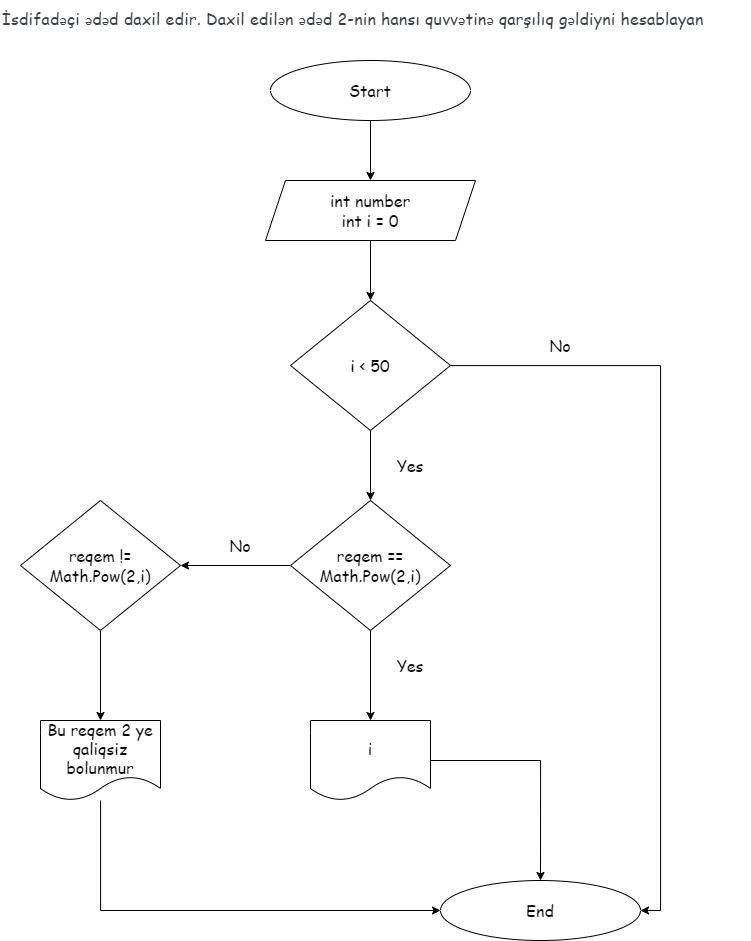 İsdifadəçi ədəd daxil edir. Daxil edilən ədəd 2-nin hansı quvvətinə qarşılıq gəldiyni hesablayan
Start
int number
int i = 0
i < 50
No
Yes
No
reqem !=
Math.Pow(2,i)
reqem ==
Math.Pow(2,i)
Yes
Bu reqem 2 ye
qaliqsiz
bolunmur
i
End